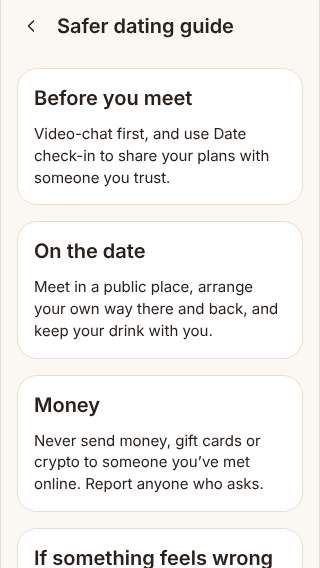 Safer dating guide
Before you meet
Video-chat first, and use Date
check-in to share your plans with
someone you trust.
On the date
Meet in a public place, arrange
your own way there and back, and
keep your drink with you.
Money
Never send money, gift cards or
crypto to someone you’ve met
online. Report anyone who asks.
If something feels wrong